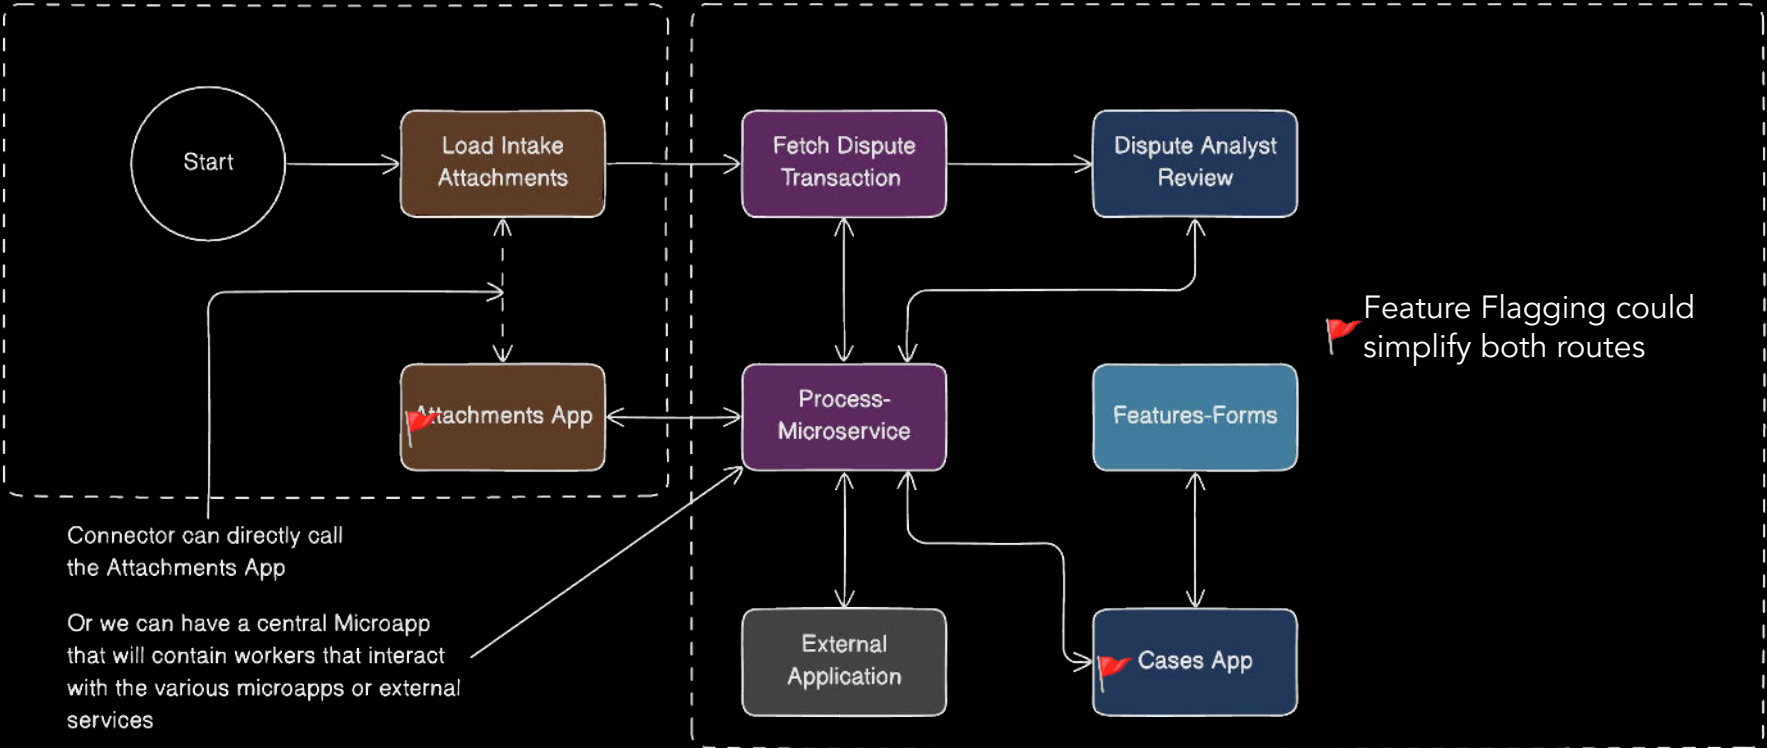 Start
Load Intake
Attachments
Fetch Dispute
Transaction
Dispute Analyst
Review
Feature Flagging could
simplify both routes
Attachments App
Process-
Microservice
Features-Forms
Connector can directly call
the Attachments App
Or we can have a central Microapp
that will contain workers that interact
with the various microapps or external
services
External
Application
Cases App